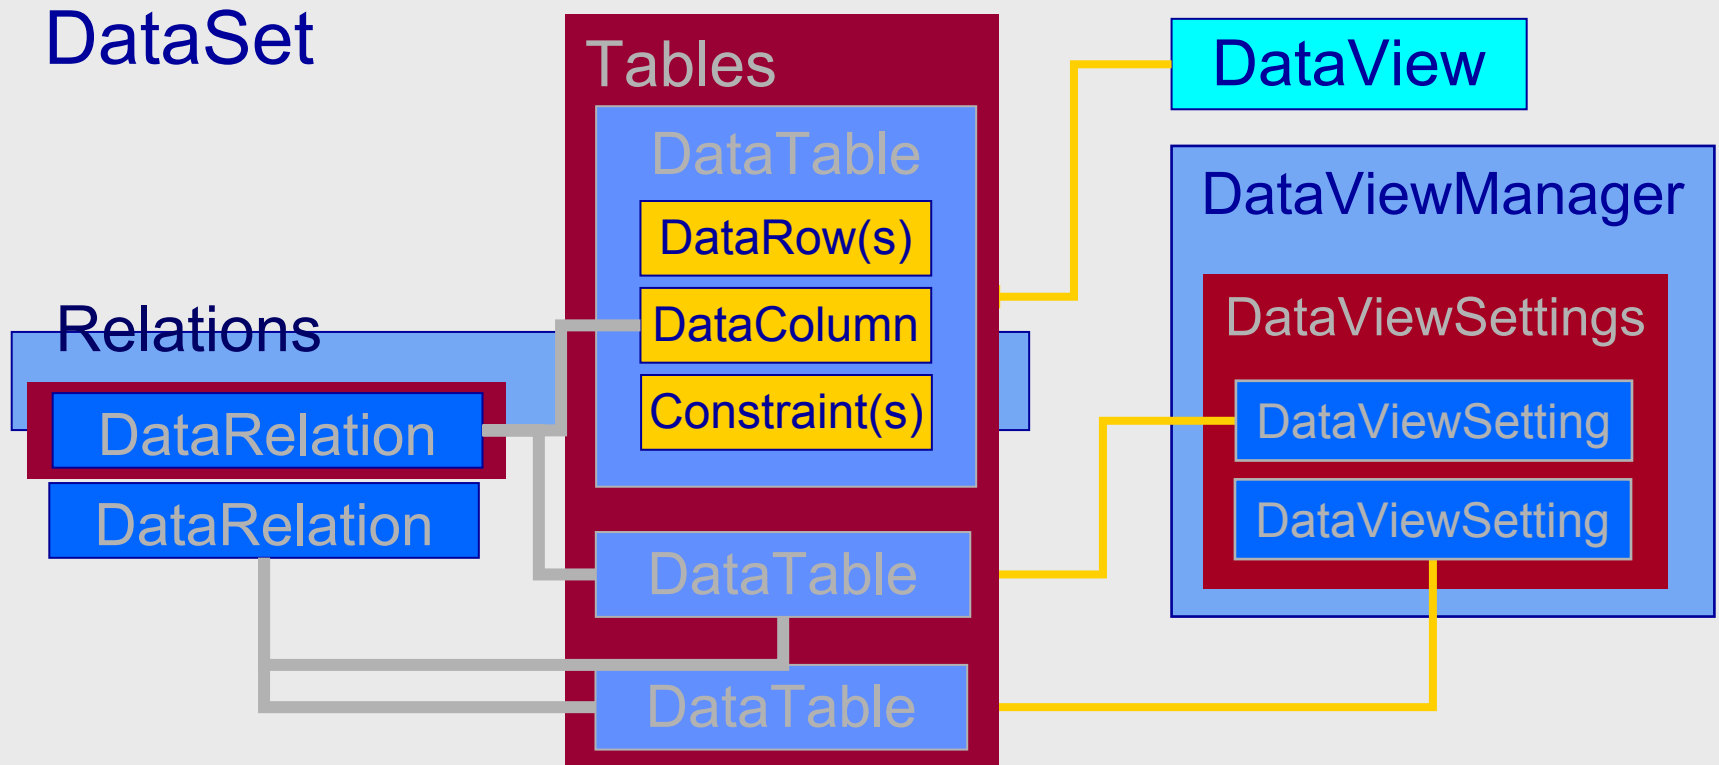 DataSet
Tables
DataTable
DataRow(s)
DataColumn
Constraint(s)
DataTable
DataTable
Relations
DataRelation
DataRelation
DataView
DataViewManager
DataViewSettings
DataViewSetting
DataViewSetting